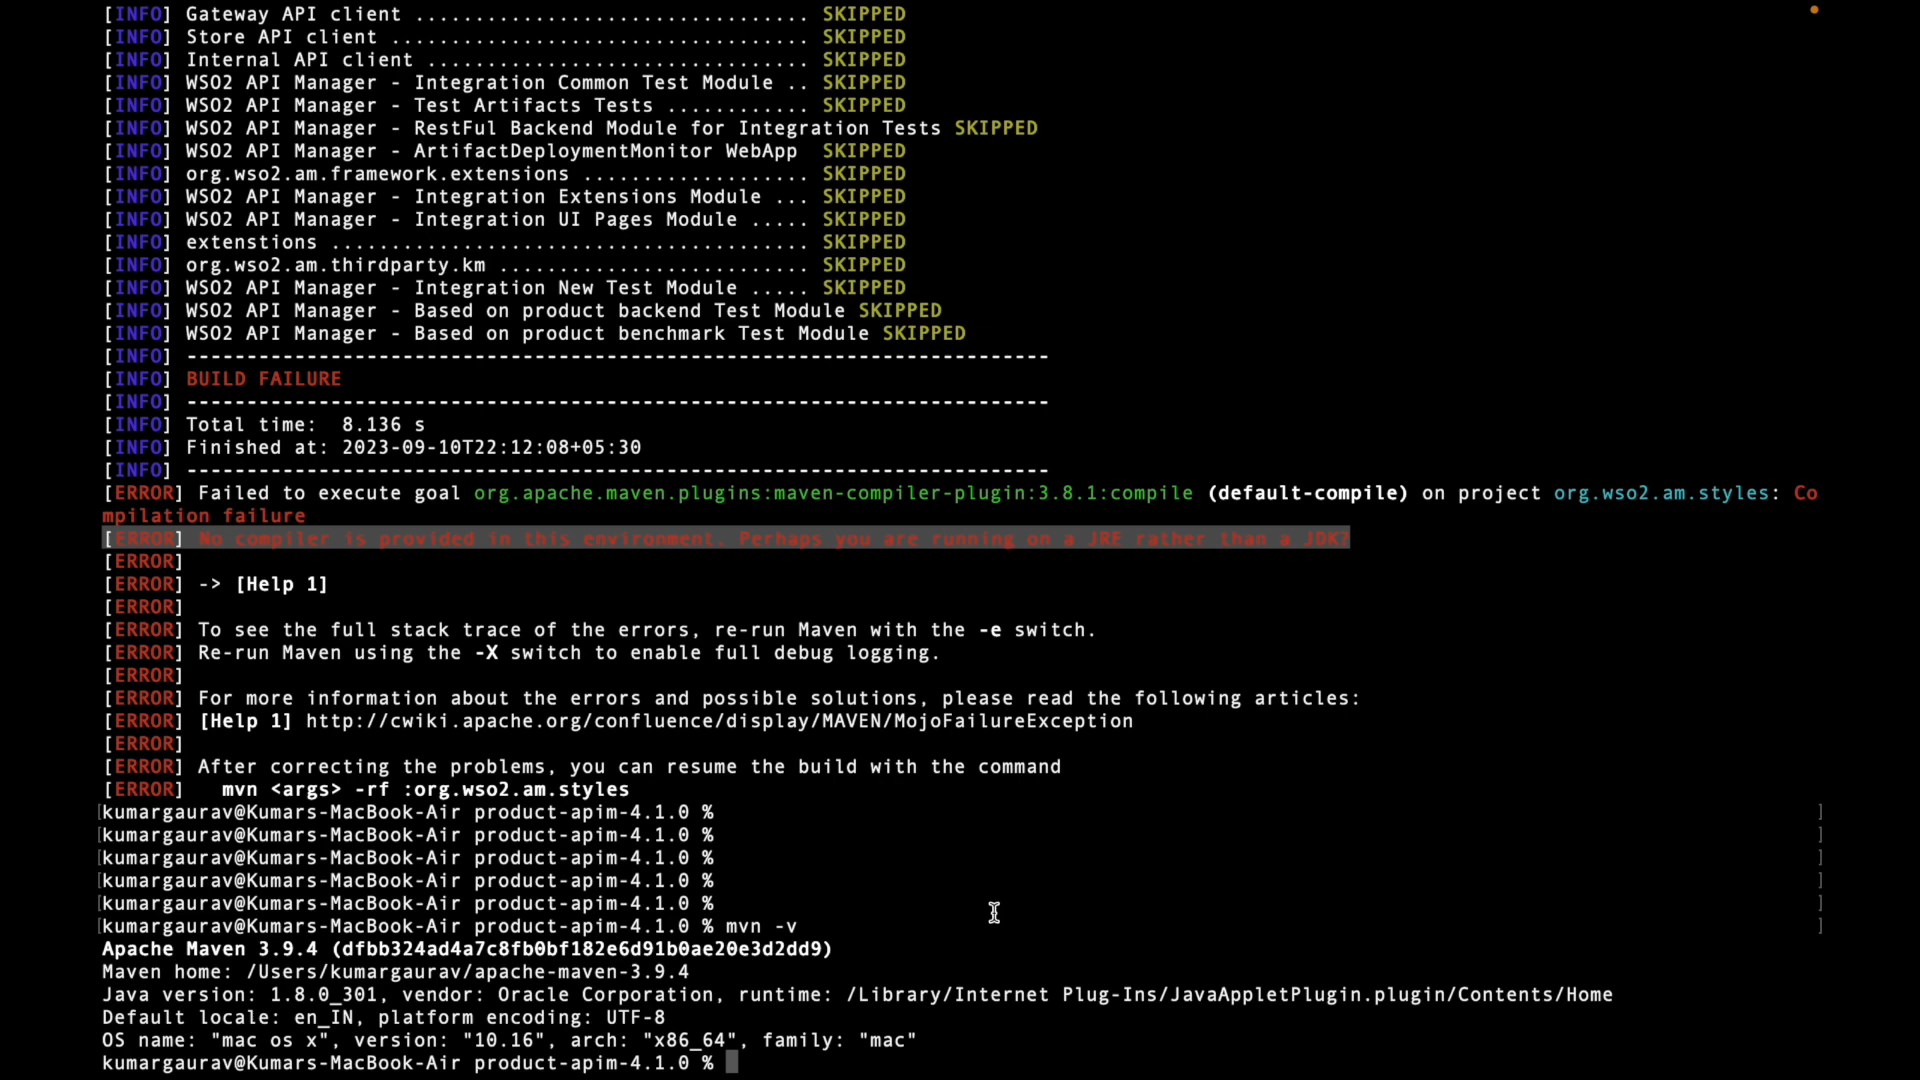 [INFO] Gateway API client ................................. SKIPPED
[INFO] Store API client ................................... SKIPPED
[INFO] Internal API client ................................ SKIPPED
[INFO] WSO2 API Manager - Integration Common Test Module .. SKIPPED
[INFO] WSO2 API Manager - Test Artifacts Tests ............ SKIPPED
[INFO] WSO2 API Manager - RestFul Backend Module for Integration Tests SKIPPED
[INFO] WSO2 API Manager - ArtifactDeploymentMonitor WebApp  SKIPPED
[INFO] org.wso2.am.framework.extensions ................... SKIPPED
[INFO] WSO2 API Manager - Integration Extensions Module ... SKIPPED
[INFO] WSO2 API Manager - Integration UI Pages Module ..... SKIPPED
[INFO] extenstions ........................................ SKIPPED
[INFO] org.wso2.am.thirdparty.km .......................... SKIPPED
[INFO] WSO2 API Manager - Integration New Test Module ..... SKIPPED
[INFO] WSO2 API Manager - Based on product backend Test Module SKIPPED
[INFO] WSO2 API Manager - Based on product benchmark Test Module SKIPPED
[INFO] ------------------------------------------------------------------------
[INFO] BUILD FAILURE
[INFO] ------------------------------------------------------------------------
[INFO] Total time:  8.136 s
[INFO] Finished at: 2023-09-10T22:12:08+05:30
[INFO] ------------------------------------------------------------------------
[ERROR] Failed to execute goal org.apache.maven.plugins:maven-compiler-plugin:3.8.1:compile (default-compile) on project org.wso2.am.styles: Co
mpilation failure
[ERROR] No compiler is provided in this environment. Perhaps you are running on a JRE rather than a JDK?
[ERROR]
[ERROR] -> [Help 1]
[ERROR]
[ERROR] To see the full stack trace of the errors, re-run Maven with the -e switch.
[ERROR] Re-run Maven using the -X switch to enable full debug logging.
[ERROR]
[ERROR] For more information about the errors and possible solutions, please read the following articles:
[ERROR] [Help 1] http://cwiki.apache.org/confluence/display/MAVEN/MojoFailureException
[ERROR]
[ERROR] After correcting the problems, you can resume the build with the command
[ERROR]   mvn <args> -rf :org.wso2.am.styles
[kumargaurav@Kumars-MacBook-Air product-apim-4.1.0 % ]
[kumargaurav@Kumars-MacBook-Air product-apim-4.1.0 % ]
[kumargaurav@Kumars-MacBook-Air product-apim-4.1.0 % ]
[kumargaurav@Kumars-MacBook-Air product-apim-4.1.0 % ]
[kumargaurav@Kumars-MacBook-Air product-apim-4.1.0 % ]
[kumargaurav@Kumars-MacBook-Air product-apim-4.1.0 % mvn -v ]
Apache Maven 3.9.4 (dfbb324ad4a7c8fb0bf182e6d91b0ae20e3d2dd9)
Maven home: /Users/kumargaurav/apache-maven-3.9.4
Java version: 1.8.0_301, vendor: Oracle Corporation, runtime: /Library/Internet Plug-Ins/JavaAppletPlugin.plugin/Contents/Home
Default locale: en_IN, platform encoding: UTF-8
OS name: "mac os x", version: "10.16", arch: "x86_64", family: "mac"
kumargaurav@Kumars-MacBook-Air product-apim-4.1.0 %